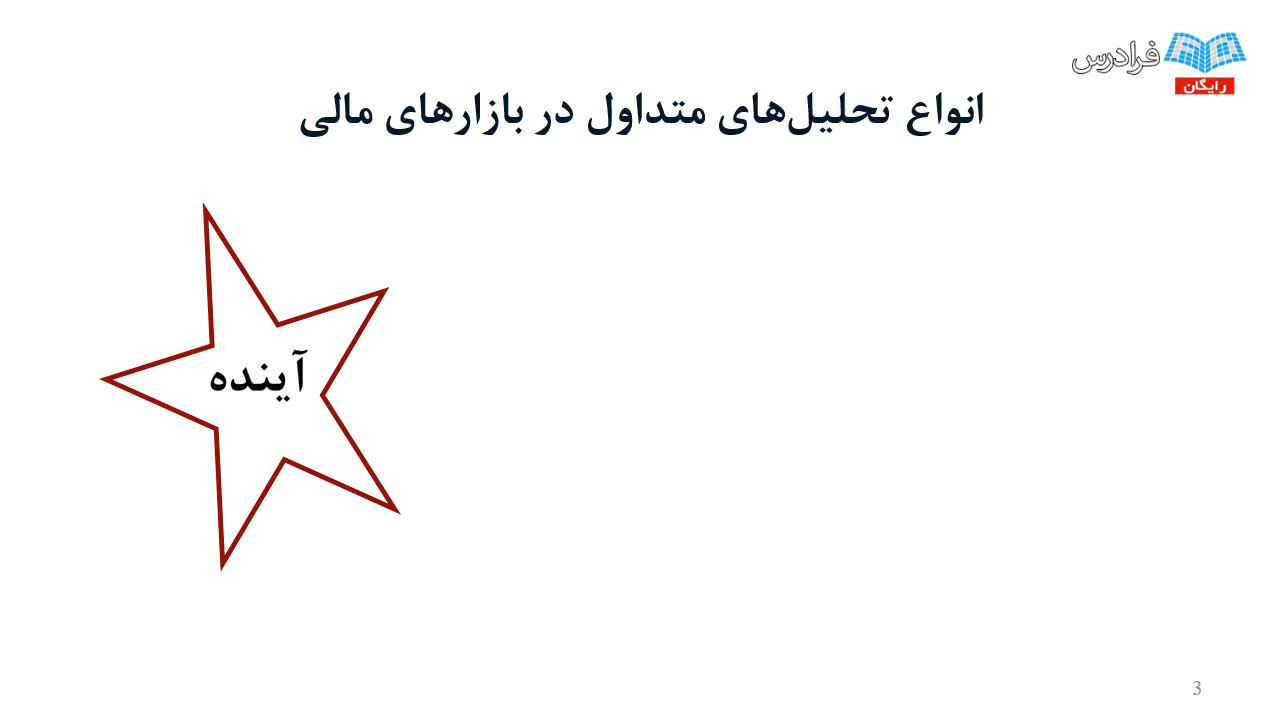 فرادرس
رایگان
انواع تحلیل‌های متداول در بازارهای مالی
آینده
3